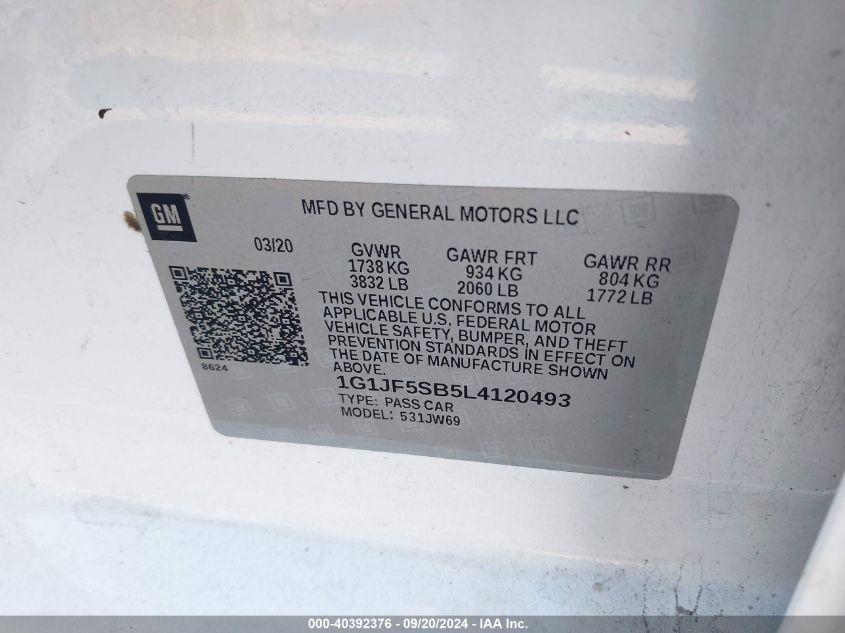 GM
MFD BY GENERAL MOTORS LLC
03/20
GVWR
1738 KG
3832 LB
GAWR FRT
934 KG
2060 LB
GAWR RR
804 KG
1772 LB
THIS VEHICLE CONFORMS TO ALL
APPLICABLE U.S. FEDERAL MOTOR
VEHICLE SAFETY, BUMPER, AND THEFT
PREVENTION STANDARDS IN EFFECT ON
THE DATE OF MANUFACTURE SHOWN
ABOVE.
8624
1G1JF5SB5L4120493
TYPE: PASS CAR
MODEL: 531JW69
000-40392376 - 09/20/2024 - IAA Inc.